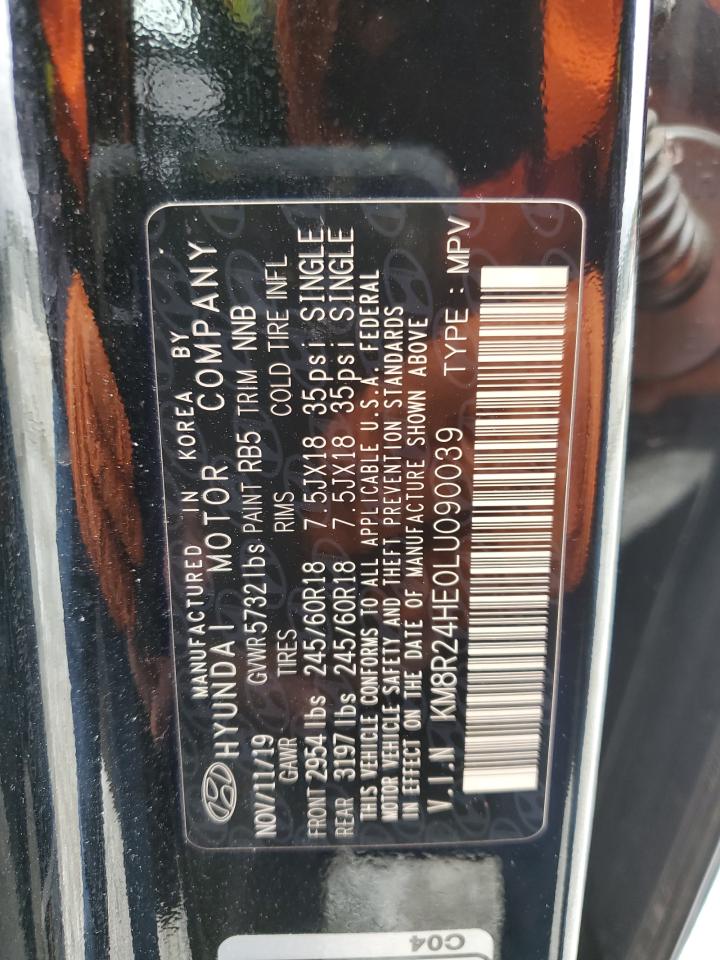 MANUFACTURED IN KOREA BY
HYUNDAI MOTOR COMPANY
NOV/11/19 GVWR 5732 lbs PAINT RB5 TRIM NNB
GAWR TIRES RIMS COLD TIRE INFL
FRONT 2954 lbs 245/60R18 7.5JX18 35psi SINGLE
REAR 3197 lbs 245/60R18 7.5JX18 35psi SINGLE
THIS VEHICLE CONFORMS TO ALL APPLICABLE U.S.A. FEDERAL
MOTOR VEHICLE SAFETY AND THEFT PREVENTION STANDARDS
IN EFFECT ON THE DATE OF MANUFACTURE SHOWN ABOVE
V.I.N KM8R24HE0LU090039 TYPE : MPV
C04